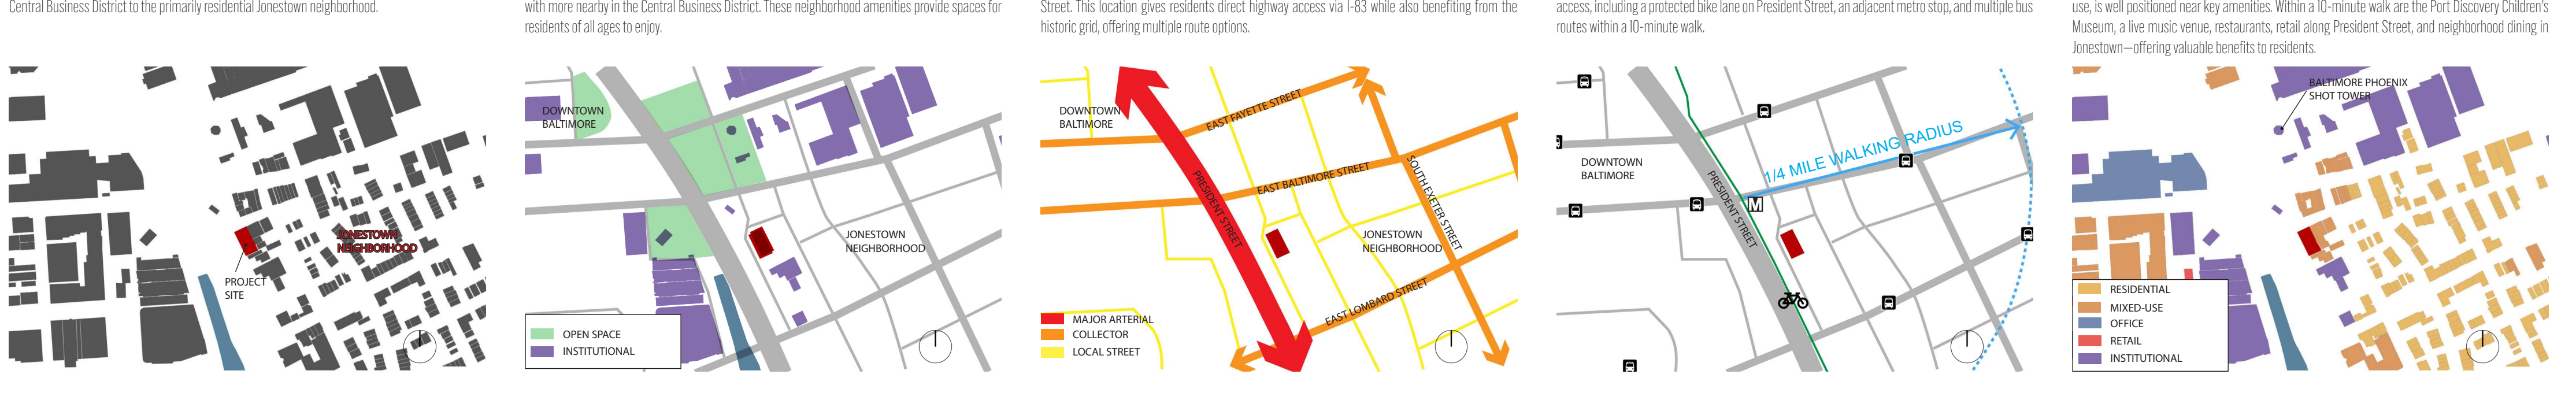 Central Business District to the primarily residential Jonestown neighborhood.
PROJECT
SITE
JONESTOWN
NEIGHBORHOOD
with more nearby in the Central Business District. These neighborhood amenities provide spaces for
residents of all ages to enjoy.
DOWNTOWN
BALTIMORE
JONESTOWN
NEIGHBORHOOD
OPEN SPACE
INSTITUTIONAL
Street. This location gives residents direct highway access via I-83 while also benefiting from the
historic grid, offering multiple route options.
DOWNTOWN
BALTIMORE
EAST FAYETTE STREET
PRESIDENT STREET
EAST BALTIMORE STREET
SOUTH EXETER STREET
JONESTOWN
NEIGHBORHOOD
EAST LOMBARD STREET
MAJOR ARTERIAL
COLLECTOR
LOCAL STREET
access, including a protected bike lane on President Street, an adjacent metro stop, and multiple bus
routes within a 10-minute walk.
DOWNTOWN
BALTIMORE
PRESIDENT STREET
M
1/4 MILE WALKING RADIUS
use, is well positioned near key amenities. Within a 10-minute walk are the Port Discovery Children's
Museum, a live music venue, restaurants, retail along President Street, and neighborhood dining in
Jonestown—offering valuable benefits to residents.
BALTIMORE PHOENIX
SHOT TOWER
RESIDENTIAL
MIXED-USE
OFFICE
RETAIL
INSTITUTIONAL